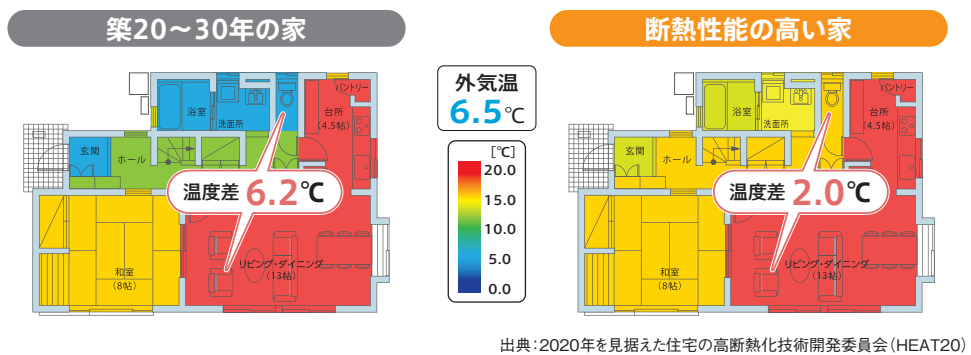 築20～30年の家
断熱性能の高い家
外気温
6.5℃
[℃]
20.0
15.0
10.0
5.0
0.0
パントリー
浴室
洗面所
台所
(4.5帖)
玄関
ホール
温度差 6.2℃
リビング・ダイニング
(13帖)
和室
(8帖)
パントリー
浴室
洗面所
台所
(4.5帖)
玄関
ホール
温度差 2.0℃
リビング・ダイニング
(13帖)
和室
(8帖)
出典:2020年を見据えた住宅の高断熱化技術開発委員会(HEAT20)